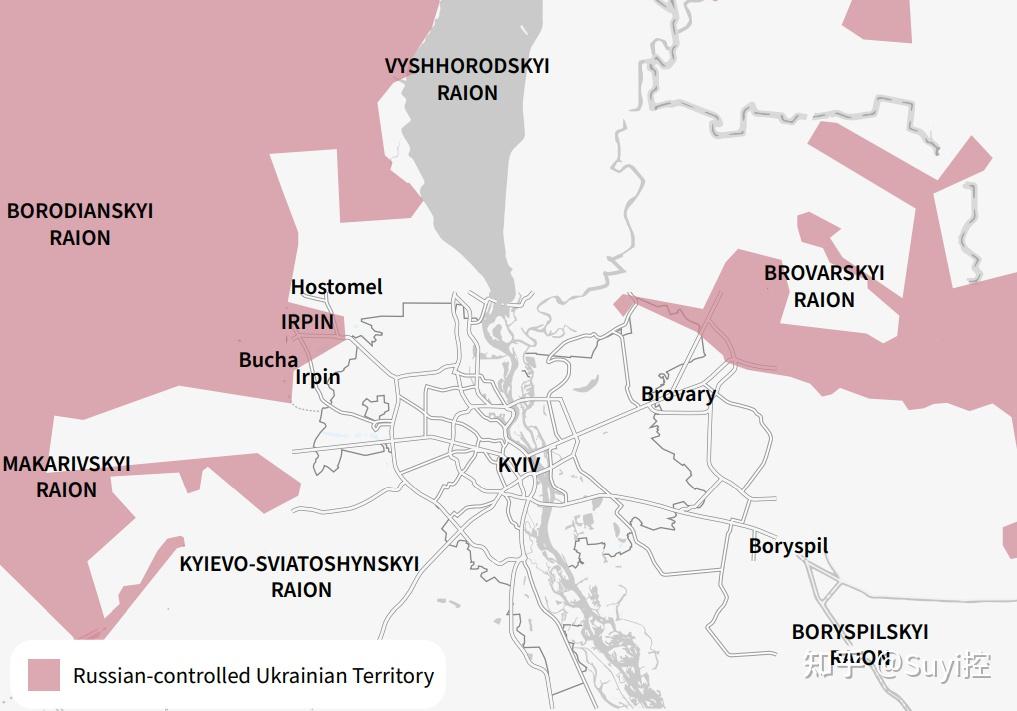 VYSHHORODSKYI
RAION
BORODIANSKYI
RAION
BROVARSKYI
RAION
Hostomel
IRPIN
Bucha
Irpin
Brovary
MAKARIVSKYI
RAION
KYIV
Boryspil
KYIEVO-SVIATOSHYNSKYI
RAION
BORYSPILSKYI
RAION
知乎 @Suyi控
Russian-controlled Ukrainian Territory